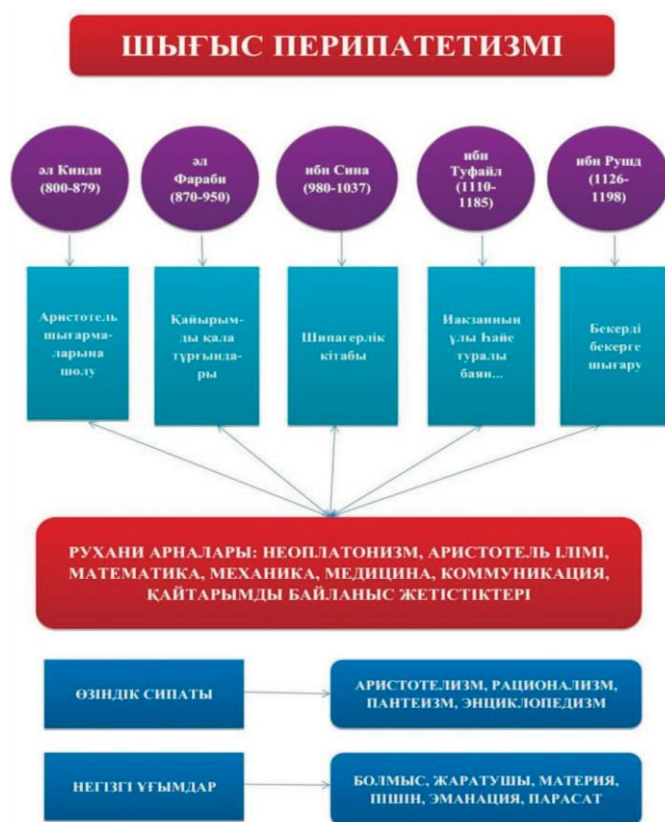 ШЫҒЫС ПЕРИПАТЕТИЗМІ
әл Кинди
(800-879)
әл
Фараби
(870-950)
ибн Сина
(980-1037)
ибн
Туфайл
(1110-
1185)
ибн Рушд
(1126-
1198)
Аристотель
шығарма-
ларына
шолу
Қайырым-
ды қала
тұрғында-
ры
Шипагерлік
кітабы
Иакзанның
ұлы Һайе
туралы
баян...
Бекерді
бекерге
шығару
РУХАНИ АРНАЛАРЫ: НЕОПЛАТОНИЗМ, АРИСТОТЕЛЬ ІЛІМІ,
МАТЕМАТИКА, МЕХАНИКА, МЕДИЦИНА, КОММУНИКАЦИЯ,
ҚАЙТАРЫМДЫ БАЙЛАНЫС ЖЕТІСТІКТЕРІ
ӨЗІНДІК СИПАТЫ
АРИСТОТЕЛИЗМ, РАЦИОНАЛИЗМ,
ПАНТЕИЗМ, ЭНЦИКЛОПЕДИЗМ
НЕГІЗГІ ҰҒЫМДАР
БОЛМЫС, ЖАРАТУШЫ, МАТЕРИЯ,
ПІШІН, ЭМАНАЦИЯ, ПАРАСАТ